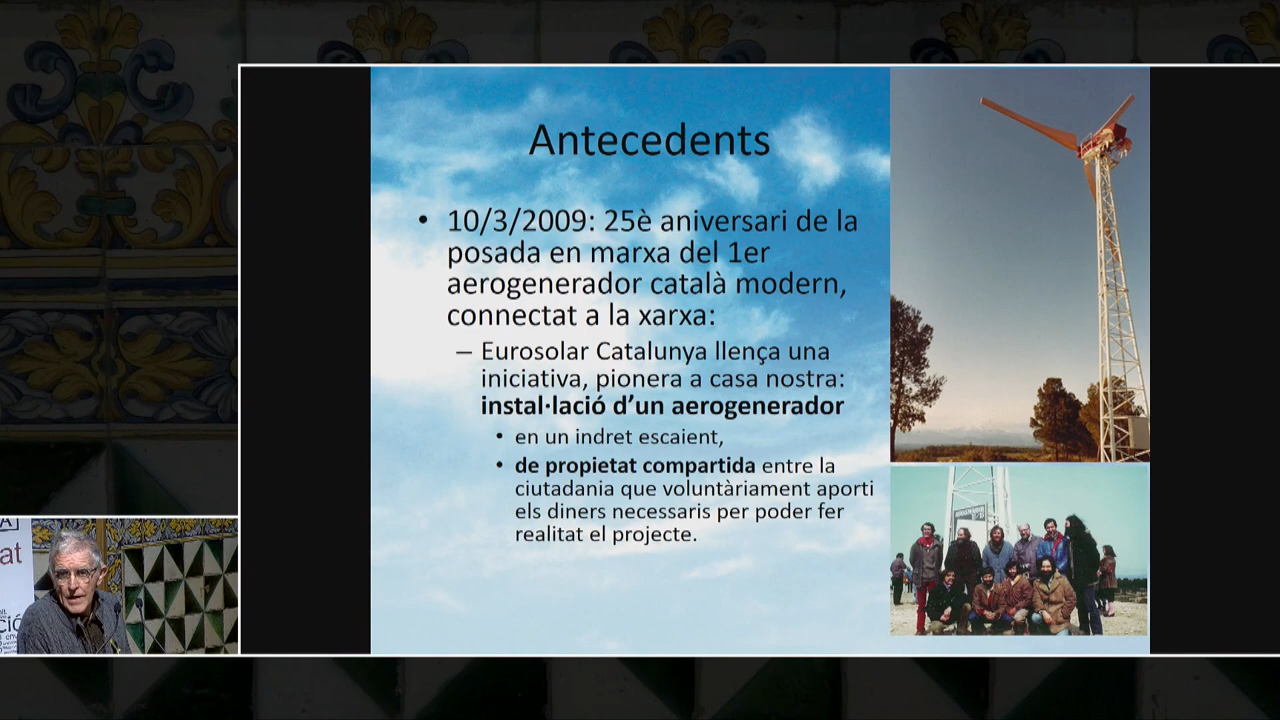 Antecedents
• 10/3/2009: 25è aniversari de la
posada en marxa del 1er
aerogenerador català modern,
connectat a la xarxa:
– Eurosolar Catalunya llença una
iniciativa, pionera a casa nostra:
instal·lació d’un aerogenerador
• en un indret escaient,
• de propietat compartida entre la
ciutadania que voluntàriament aporti
els diners necessaris per poder fer
realitat el projecte.
at